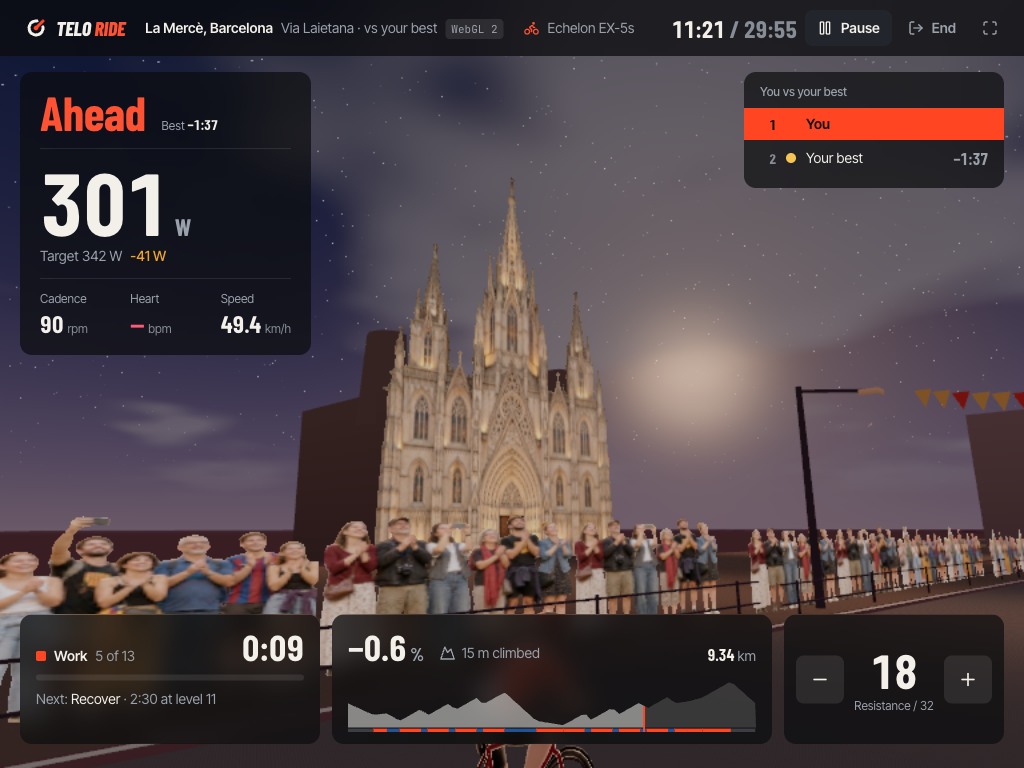 TELO RIDE La Mercè, Barcelona Via Laietana · vs your best WebGL 2 Echelon EX-5s 11:21 / 29:55 Pause End
Ahead Best −1:37
301 W
Target 342 W -41 W
Cadence Heart Speed
90 rpm — bpm 49.4 km/h
You vs your best
1 You
2 Your best −1:37
Work 5 of 13 0:09
Next: Recover · 2:30 at level 11
−0.6 % 15 m climbed 9.34 km
− 18 +
Resistance / 32